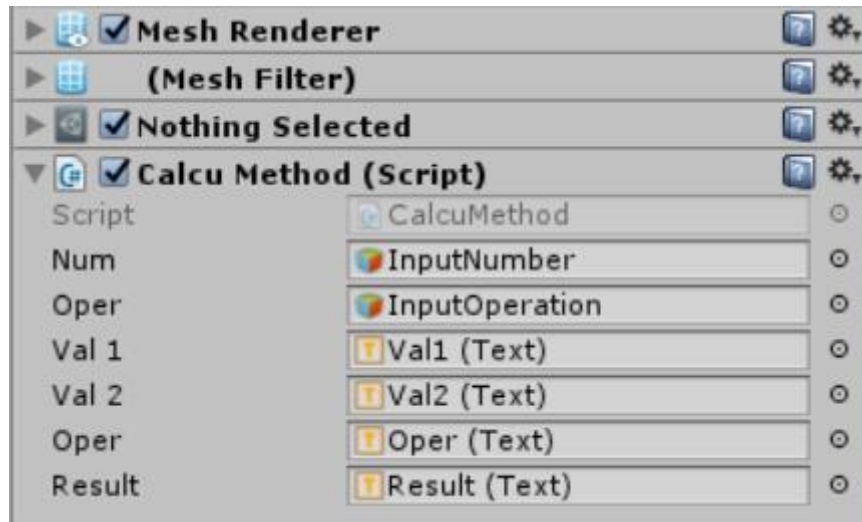 Mesh Renderer
(Mesh Filter)
Nothing Selected
Calcu Method (Script)
Script CalcuMethod
Num InputNumber
Oper InputOperation
Val 1 Val1 (Text)
Val 2 Val2 (Text)
Oper Oper (Text)
Result Result (Text)